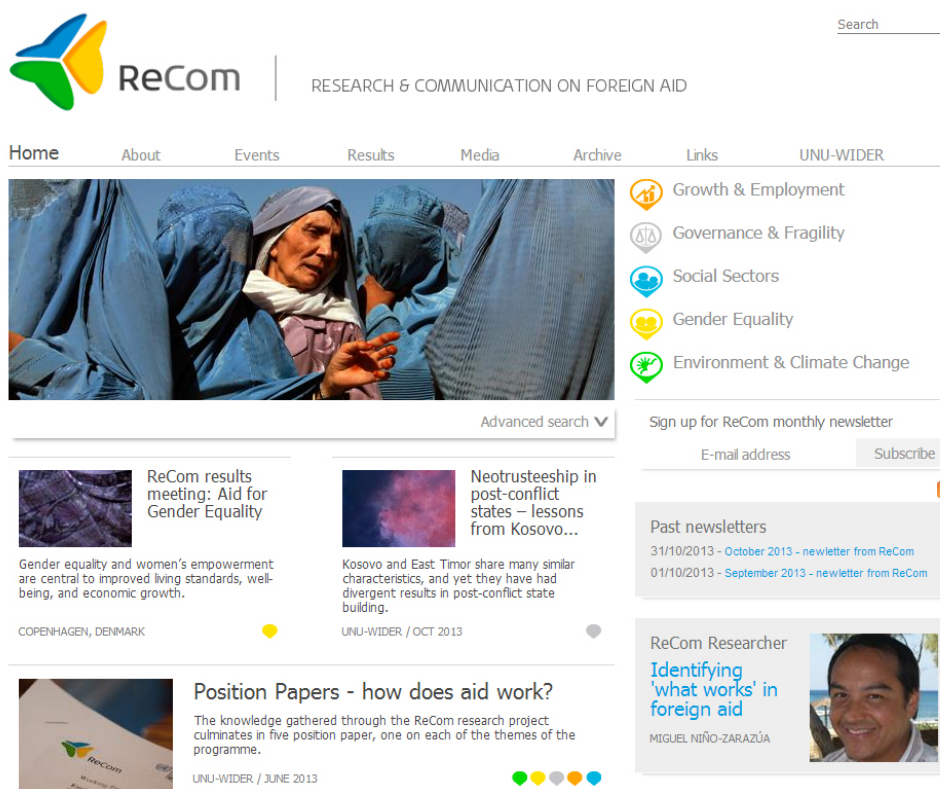 Search
ReCom
RESEARCH & COMMUNICATION ON FOREIGN AID
Home About Events Results Media Archive Links UNU-WIDER
Growth & Employment
Governance & Fragility
Social Sectors
Gender Equality
Environment & Climate Change
Advanced search
Sign up for ReCom monthly newsletter
E-mail address Subscribe
ReCom results
meeting: Aid for
Gender Equality
Gender equality and women's empowerment
are central to improved living standards, well-
being, and economic growth.
COPENHAGEN, DENMARK
Neotrusteeship in
post-conflict
states – lessons
from Kosovo...
Kosovo and East Timor share many similar
characteristics, and yet they have had
divergent results in post-conflict state
building.
UNU-WIDER / OCT 2013
Past newsletters
31/10/2013 - October 2013 - newletter from ReCom
01/10/2013 - September 2013 - newletter from ReCom
ReCom Researcher
Identifying
'what works' in
foreign aid
MIGUEL NIÑO-ZARAZÚA
ReCom
Position Papers - how does aid work?
The knowledge gathered through the ReCom research project
culminates in five position paper, one on each of the themes of the
programme.
UNU-WIDER / JUNE 2013